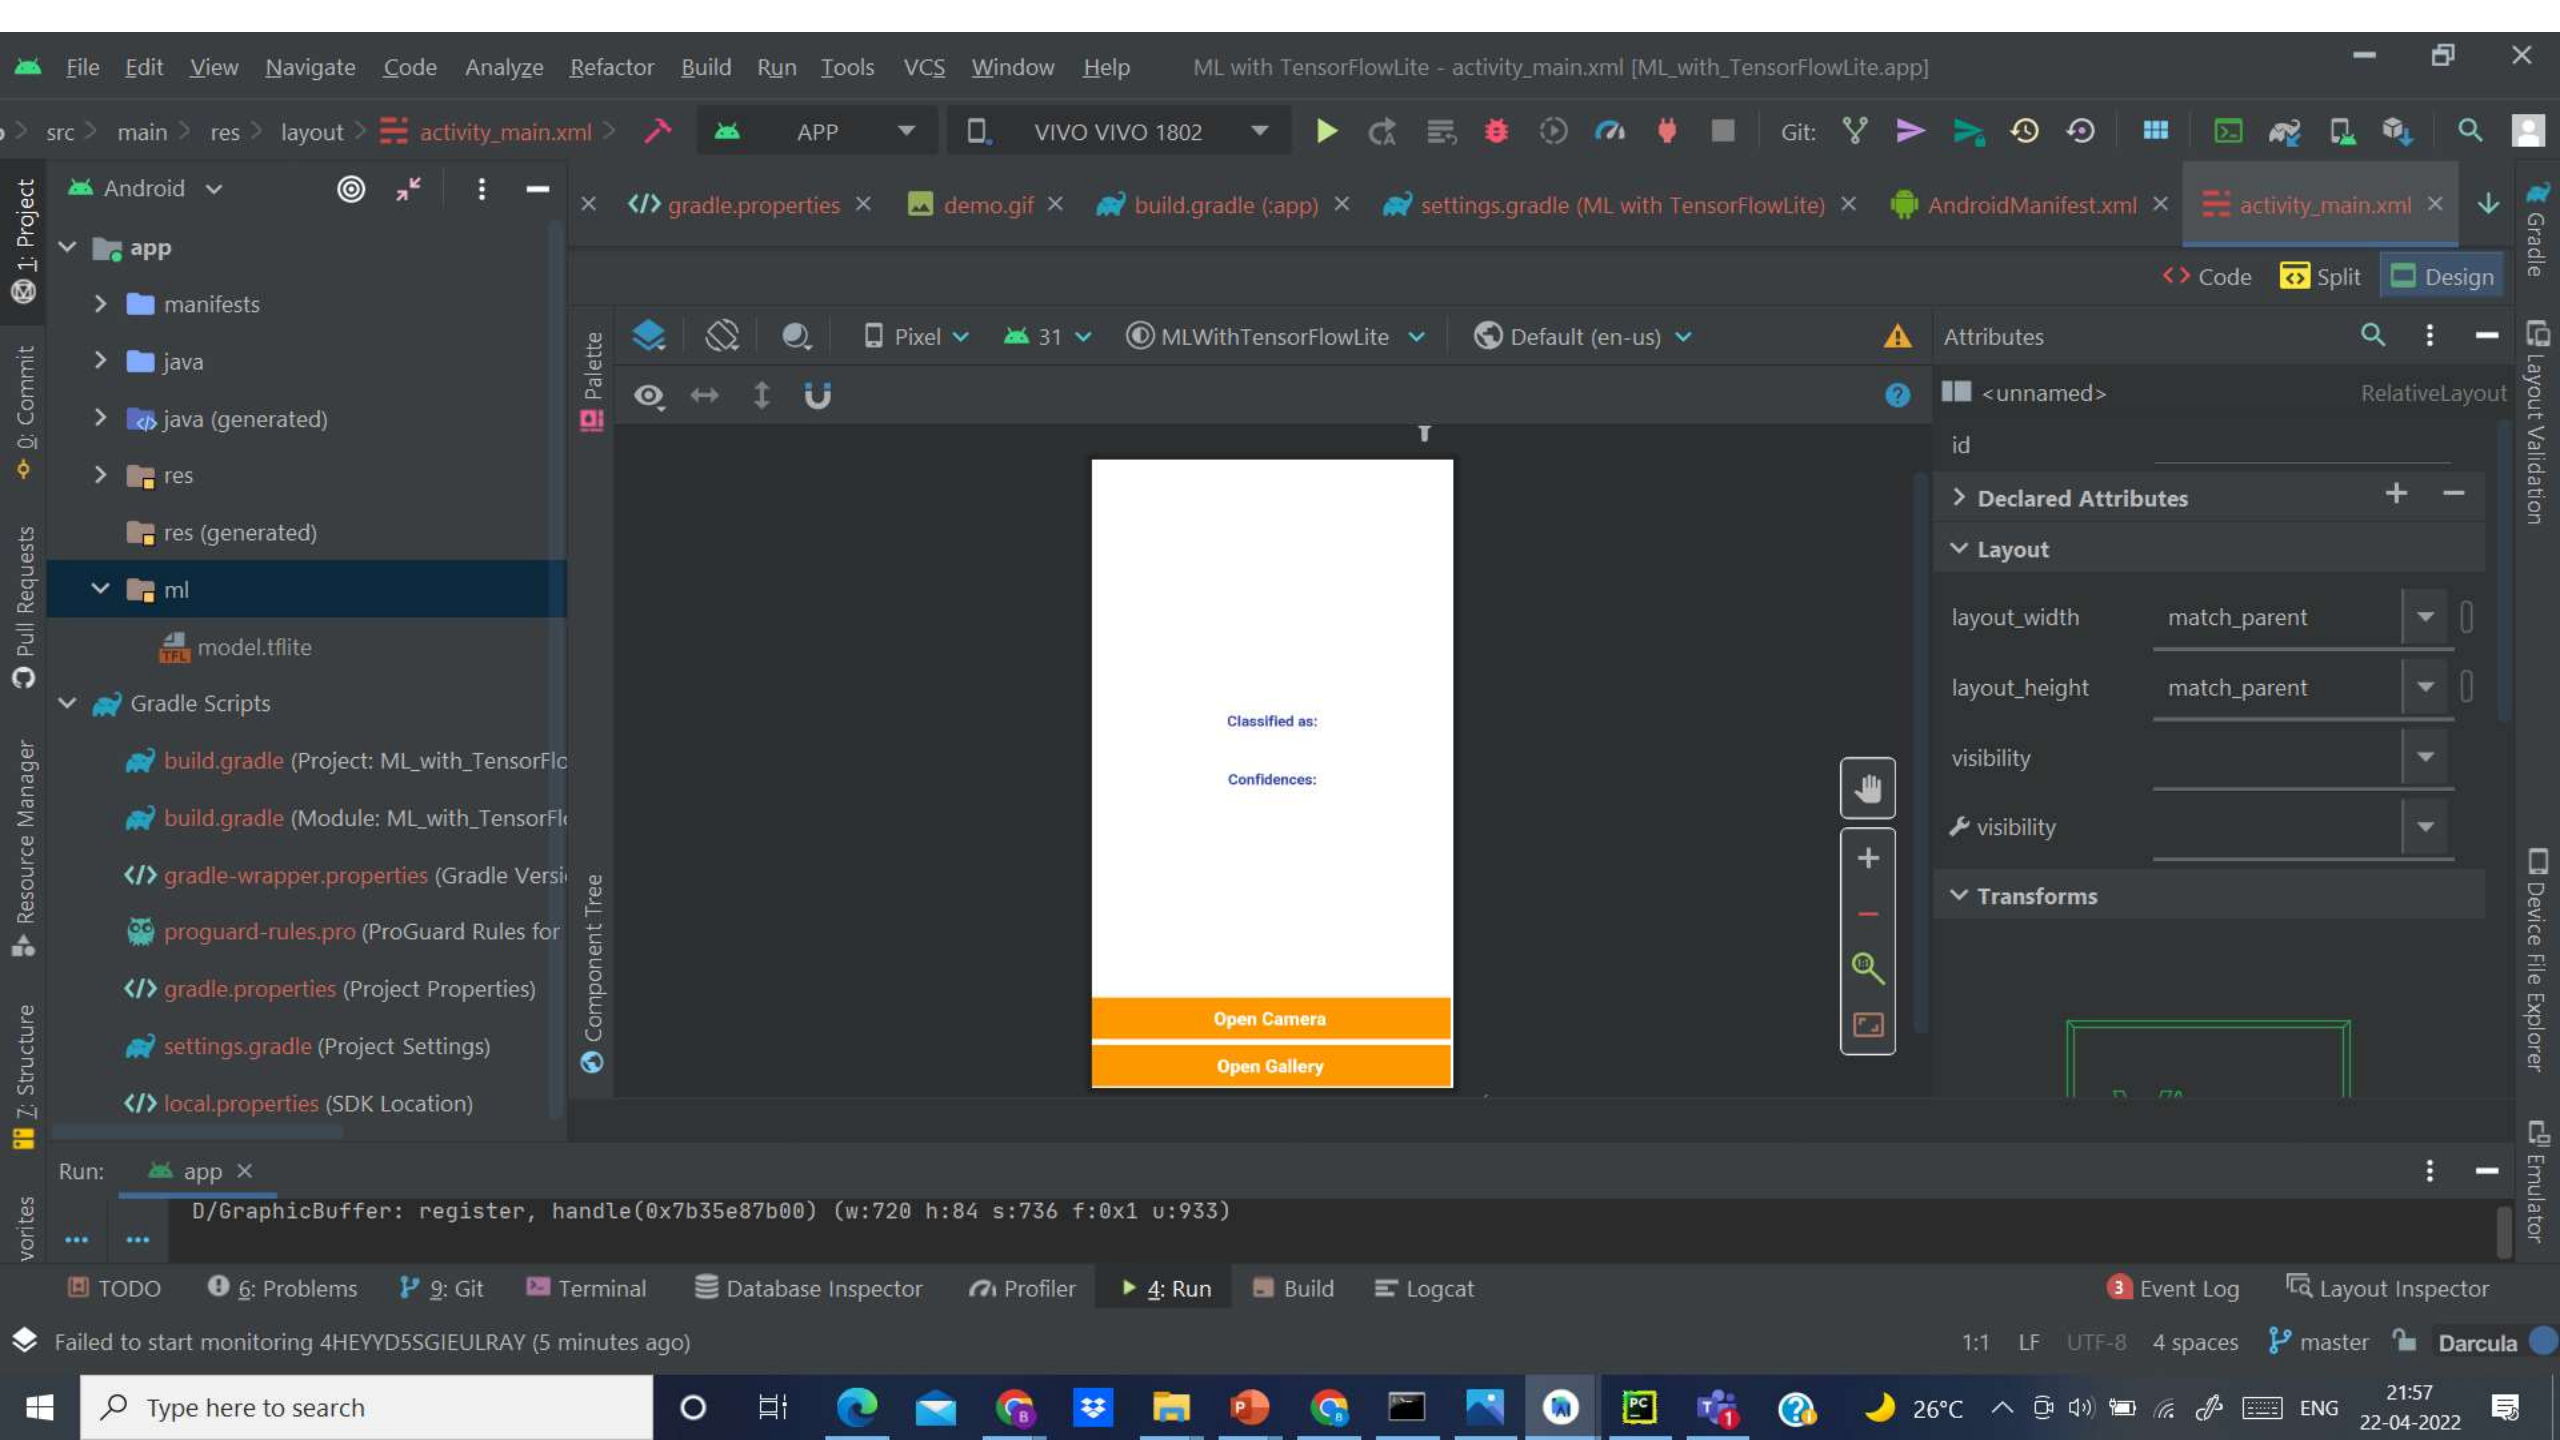 File Edit View Navigate Code Analyze Refactor Build Run Tools VCS Window Help ML with TensorFlowLite - activity_main.xml [ML_with_TensorFlowLite.app]
src main res layout activity_main.xml APP VIVO VIVO 1802 Git:
Android
gradle.properties demo.gif build.gradle (:app) settings.gradle (ML with TensorFlowLite) AndroidManifest.xml activity_main.xml
Code Split Design
1: Project
0: Commit
Pull Requests
Resource Manager
7: Structure
vorites
app
manifests
java
java (generated)
res
res (generated)
ml
model.tflite
Gradle Scripts
build.gradle (Project: ML_with_TensorFlo
build.gradle (Module: ML_with_TensorFl
gradle-wrapper.properties (Gradle Versi
proguard-rules.pro (ProGuard Rules for
gradle.properties (Project Properties)
settings.gradle (Project Settings)
local.properties (SDK Location)
Palette
Component Tree
Pixel 31 MLWithTensorFlowLite Default (en-us)
Classified as:
Confidences:
Open Camera
Open Gallery
1:1
Attributes
<unnamed> RelativeLayout
id
Declared Attributes
Layout
layout_width match_parent
layout_height match_parent
visibility
visibility
Transforms
Gradle
Layout Validation
Device File Explorer
Emulator
Run: app
D/GraphicBuffer: register, handle(0x7b35e87b00) (w:720 h:84 s:736 f:0x1 u:933)
TODO 6: Problems 9: Git Terminal Database Inspector Profiler 4: Run Build Logcat 3 Event Log Layout Inspector
Failed to start monitoring 4HEYYD5SGIEULRAY (5 minutes ago) 1:1 LF UTF-8 4 spaces master Darcula
Type here to search 26°C ENG 21:57
22-04-2022